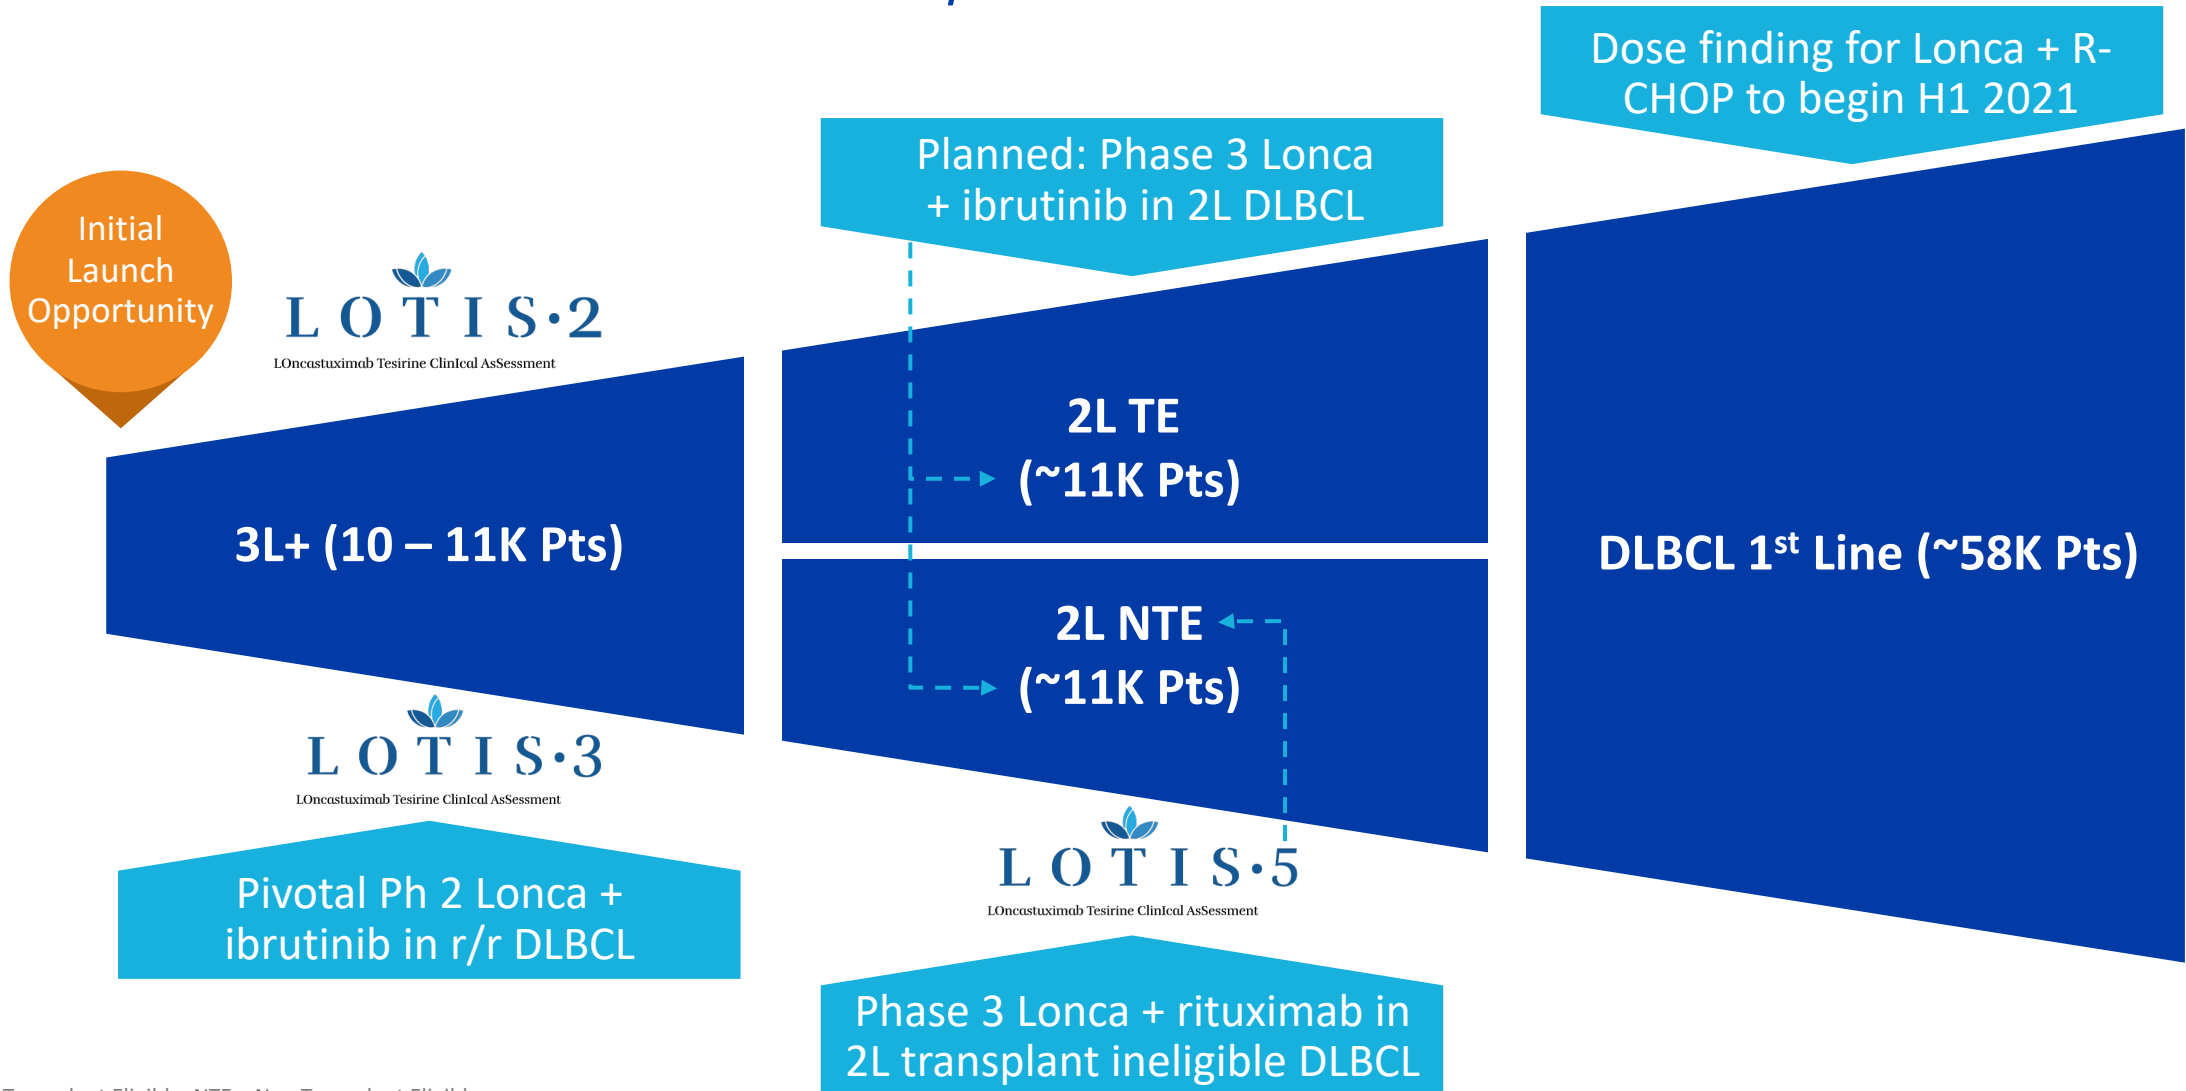 Dose finding for Lonca + R-
CHOP to begin H1 2021
Planned: Phase 3 Lonca
+ ibrutinib in 2L DLBCL
Initial
Launch
Opportunity
LOTIS·2
LOncastuximab Tesirine ClinIcal AsSessment
2L TE
(~11K Pts)
3L+ (10 – 11K Pts)
DLBCL 1st Line (~58K Pts)
2L NTE
(~11K Pts)
LOTIS·3
LOncastuximab Tesirine ClinIcal AsSessment
LOTIS·5
LOncastuximab Tesirine ClinIcal AsSessment
Pivotal Ph 2 Lonca +
ibrutinib in r/r DLBCL
Phase 3 Lonca + rituximab in
2L transplant ineligible DLBCL